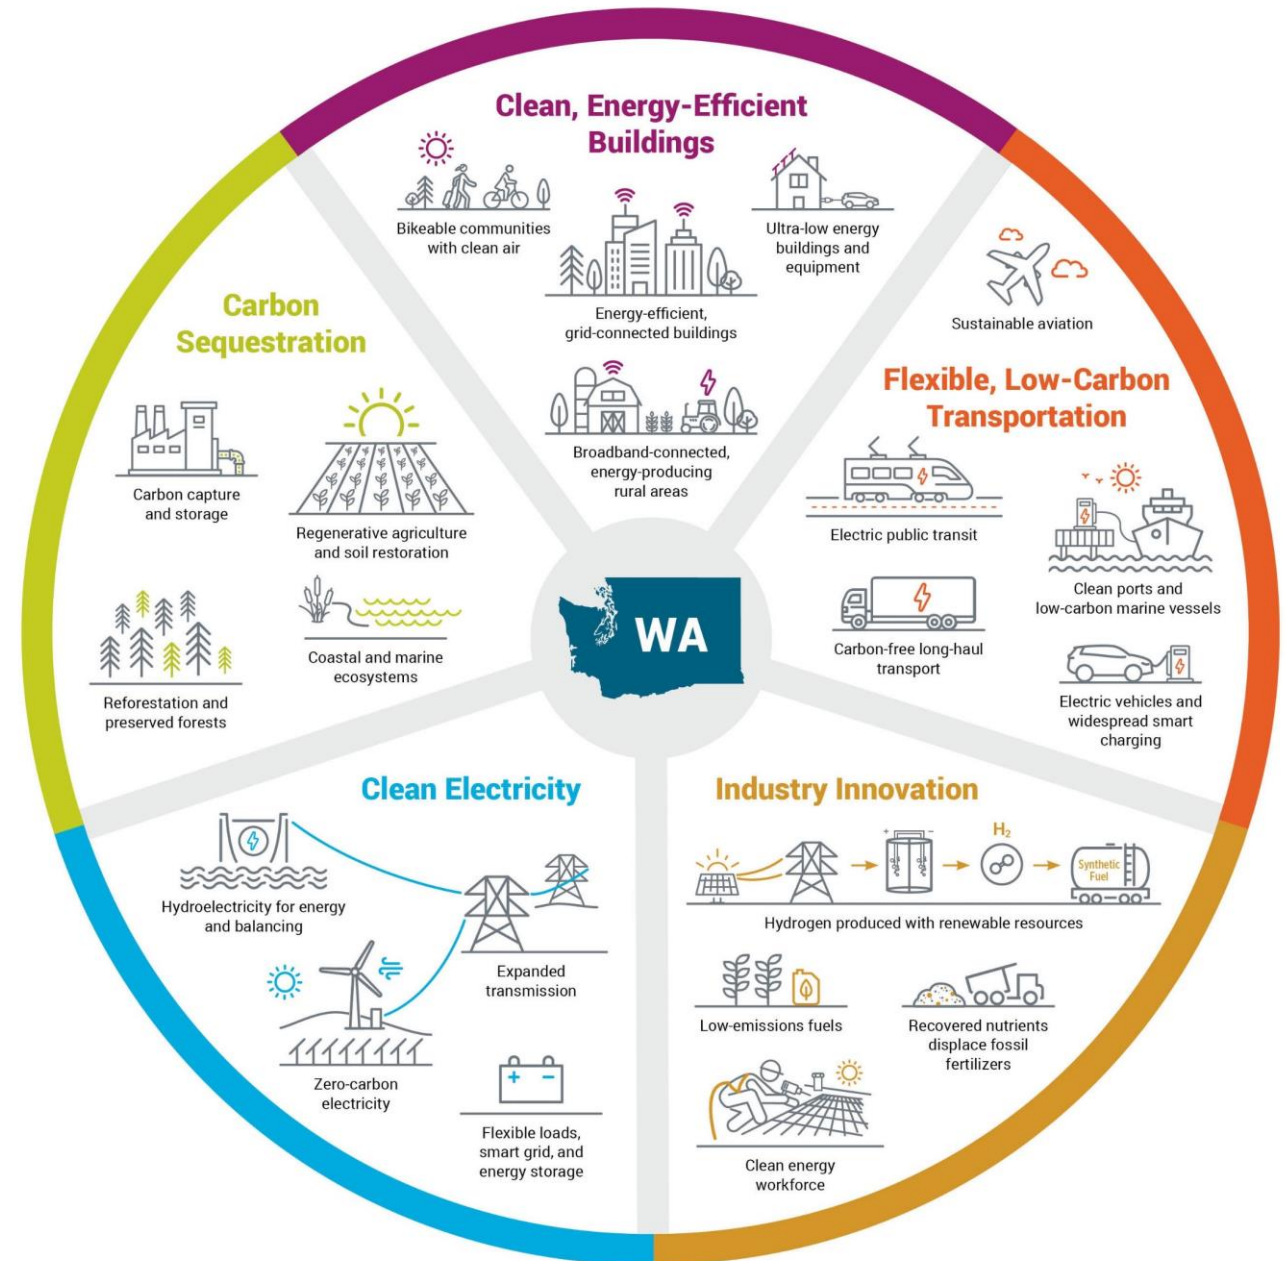 Clean, Energy-Efficient
Buildings
Bikeable communities
with clean air
Energy-efficient,
grid-connected buildings
Ultra-low energy
buildings and
equipment
Broadband-connected,
energy-producing
rural areas
Sustainable aviation
Flexible, Low-Carbon
Transportation
Electric public transit
Clean ports and
low-carbon marine vessels
Carbon-free long-haul
transport
Electric vehicles and
widespread smart
charging
Industry Innovation
+ −
H₂
Synthetic
Fuel
Hydrogen produced with renewable resources
Low-emissions fuels
Recovered nutrients
displace fossil
fertilizers
Clean energy
workforce
Clean Electricity
Hydroelectricity for energy
and balancing
Expanded
transmission
Zero-carbon
electricity
+ −
Flexible loads,
smart grid, and
energy storage
Carbon
Sequestration
Carbon capture
and storage
Regenerative agriculture
and soil restoration
Reforestation and
preserved forests
Coastal and marine
ecosystems
WA